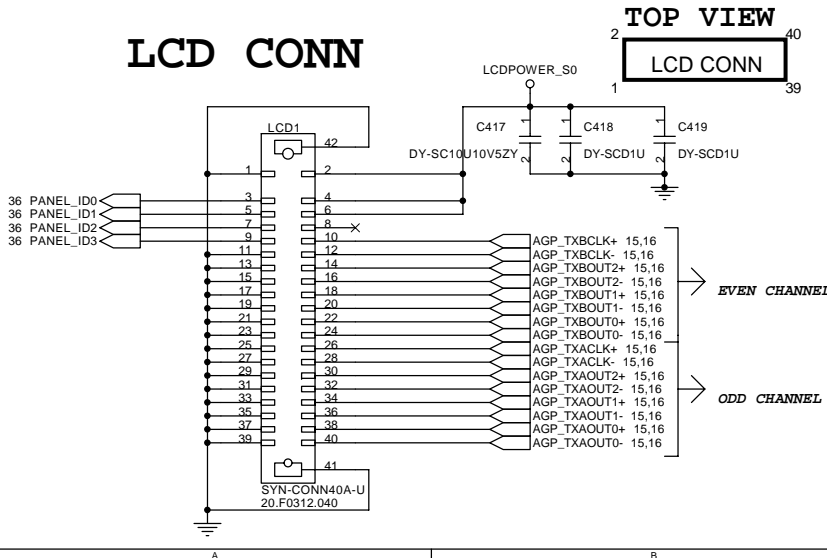 TOP VIEW
LCD CONN
2
40
LCD CONN
1
39
LCDPOWER_S0
C417
1
2
DY-SC10U10V5ZY
C418
1
2
DY-SCD1U
C419
1
2
DY-SCD1U
LCD1
42
1
2
36 PANEL_ID0
3
4
36 PANEL_ID1
5
6
36 PANEL_ID2
7
8
36 PANEL_ID3
9
10
AGP_TXBCLK+ 15,16
11
12
AGP_TXBCLK- 15,16
13
14
AGP_TXBOUT2+ 15,16
15
16
AGP_TXBOUT2- 15,16
17
18
AGP_TXBOUT1+ 15,16
19
20
AGP_TXBOUT1- 15,16
21
22
AGP_TXBOUT0+ 15,16
23
24
AGP_TXBOUT0- 15,16
EVEN CHANNEL
25
26
AGP_TXACLK+ 15,16
27
28
AGP_TXACLK- 15,16
29
30
AGP_TXAOUT2+ 15,16
31
32
AGP_TXAOUT2- 15,16
33
34
AGP_TXAOUT1+ 15,16
35
36
AGP_TXAOUT1- 15,16
37
38
AGP_TXAOUT0+ 15,16
39
40
AGP_TXAOUT0- 15,16
ODD CHANNEL
41
SYN-CONN40A-U
20.F0312.040
A
B